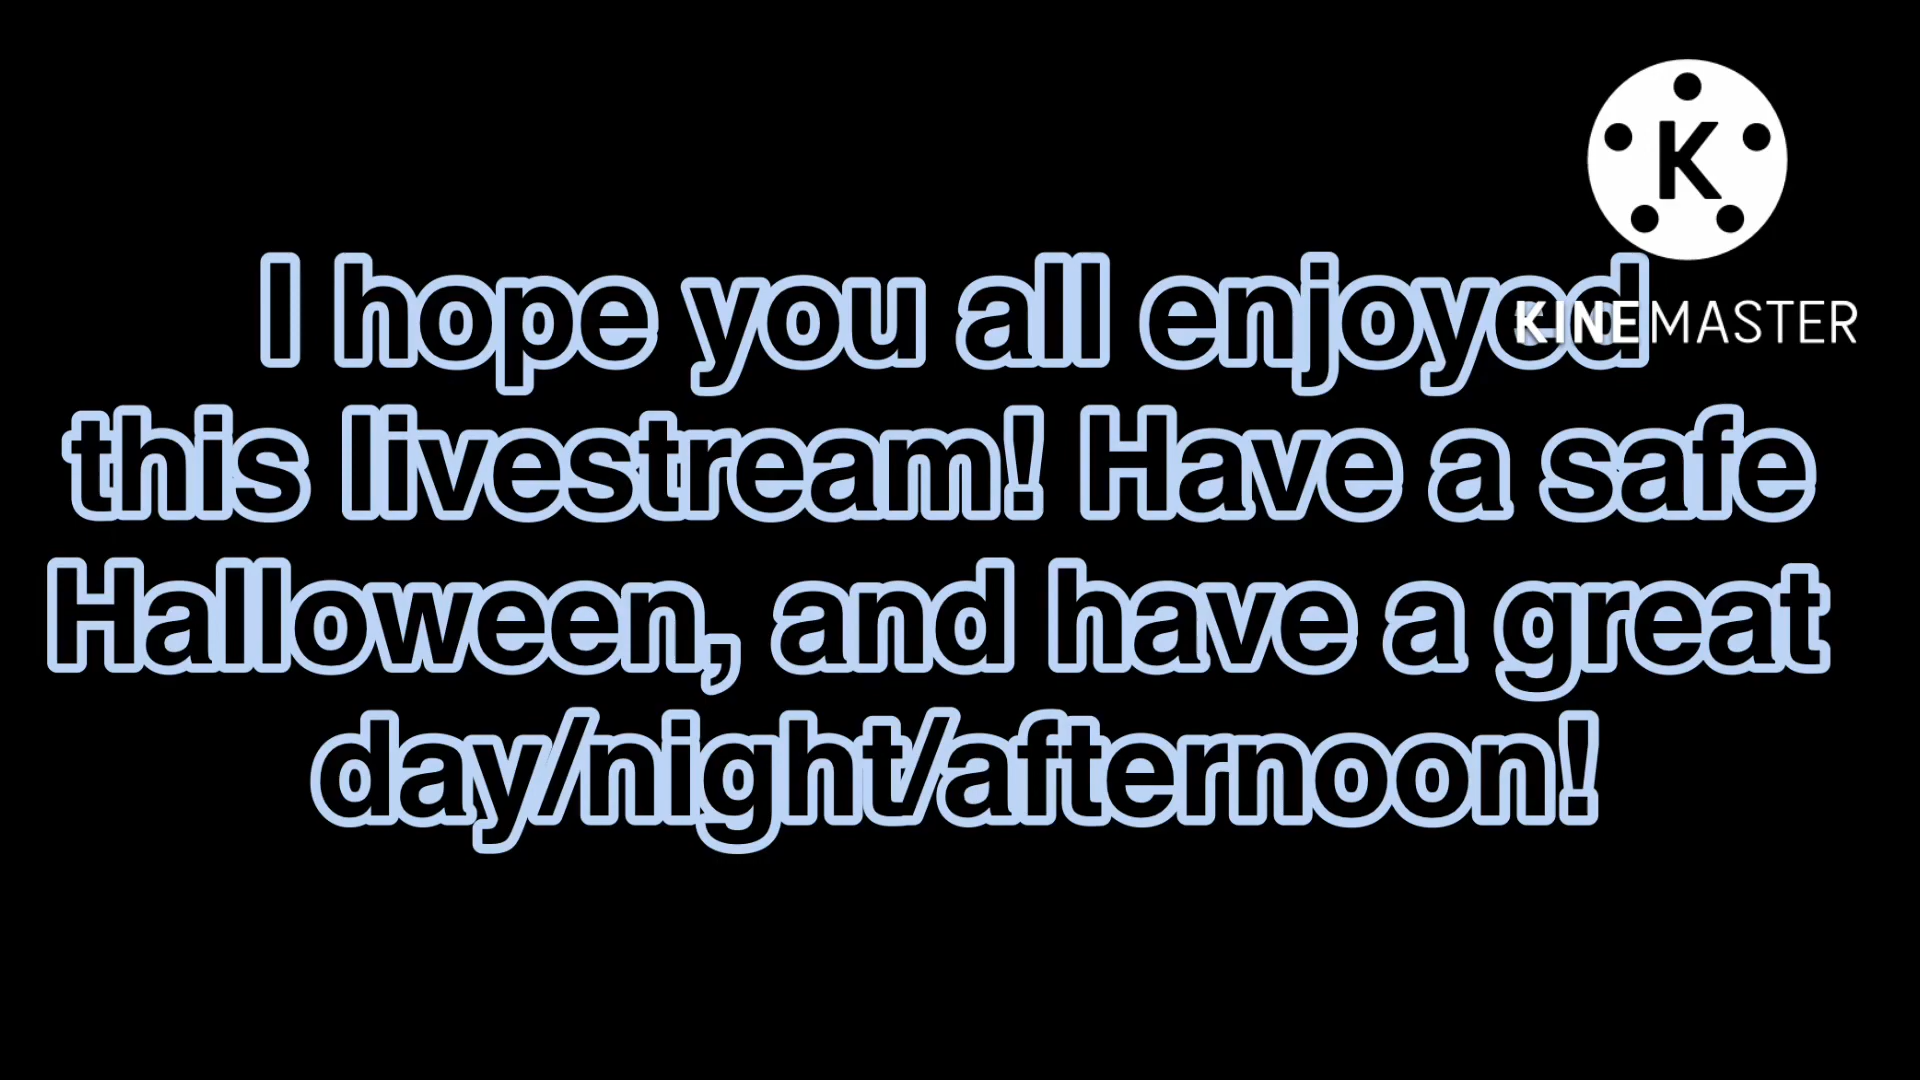 K
I hope you all enjoyed
KINEMASTER
this livestream! Have a safe
Halloween, and have a great
day/night/afternoon!